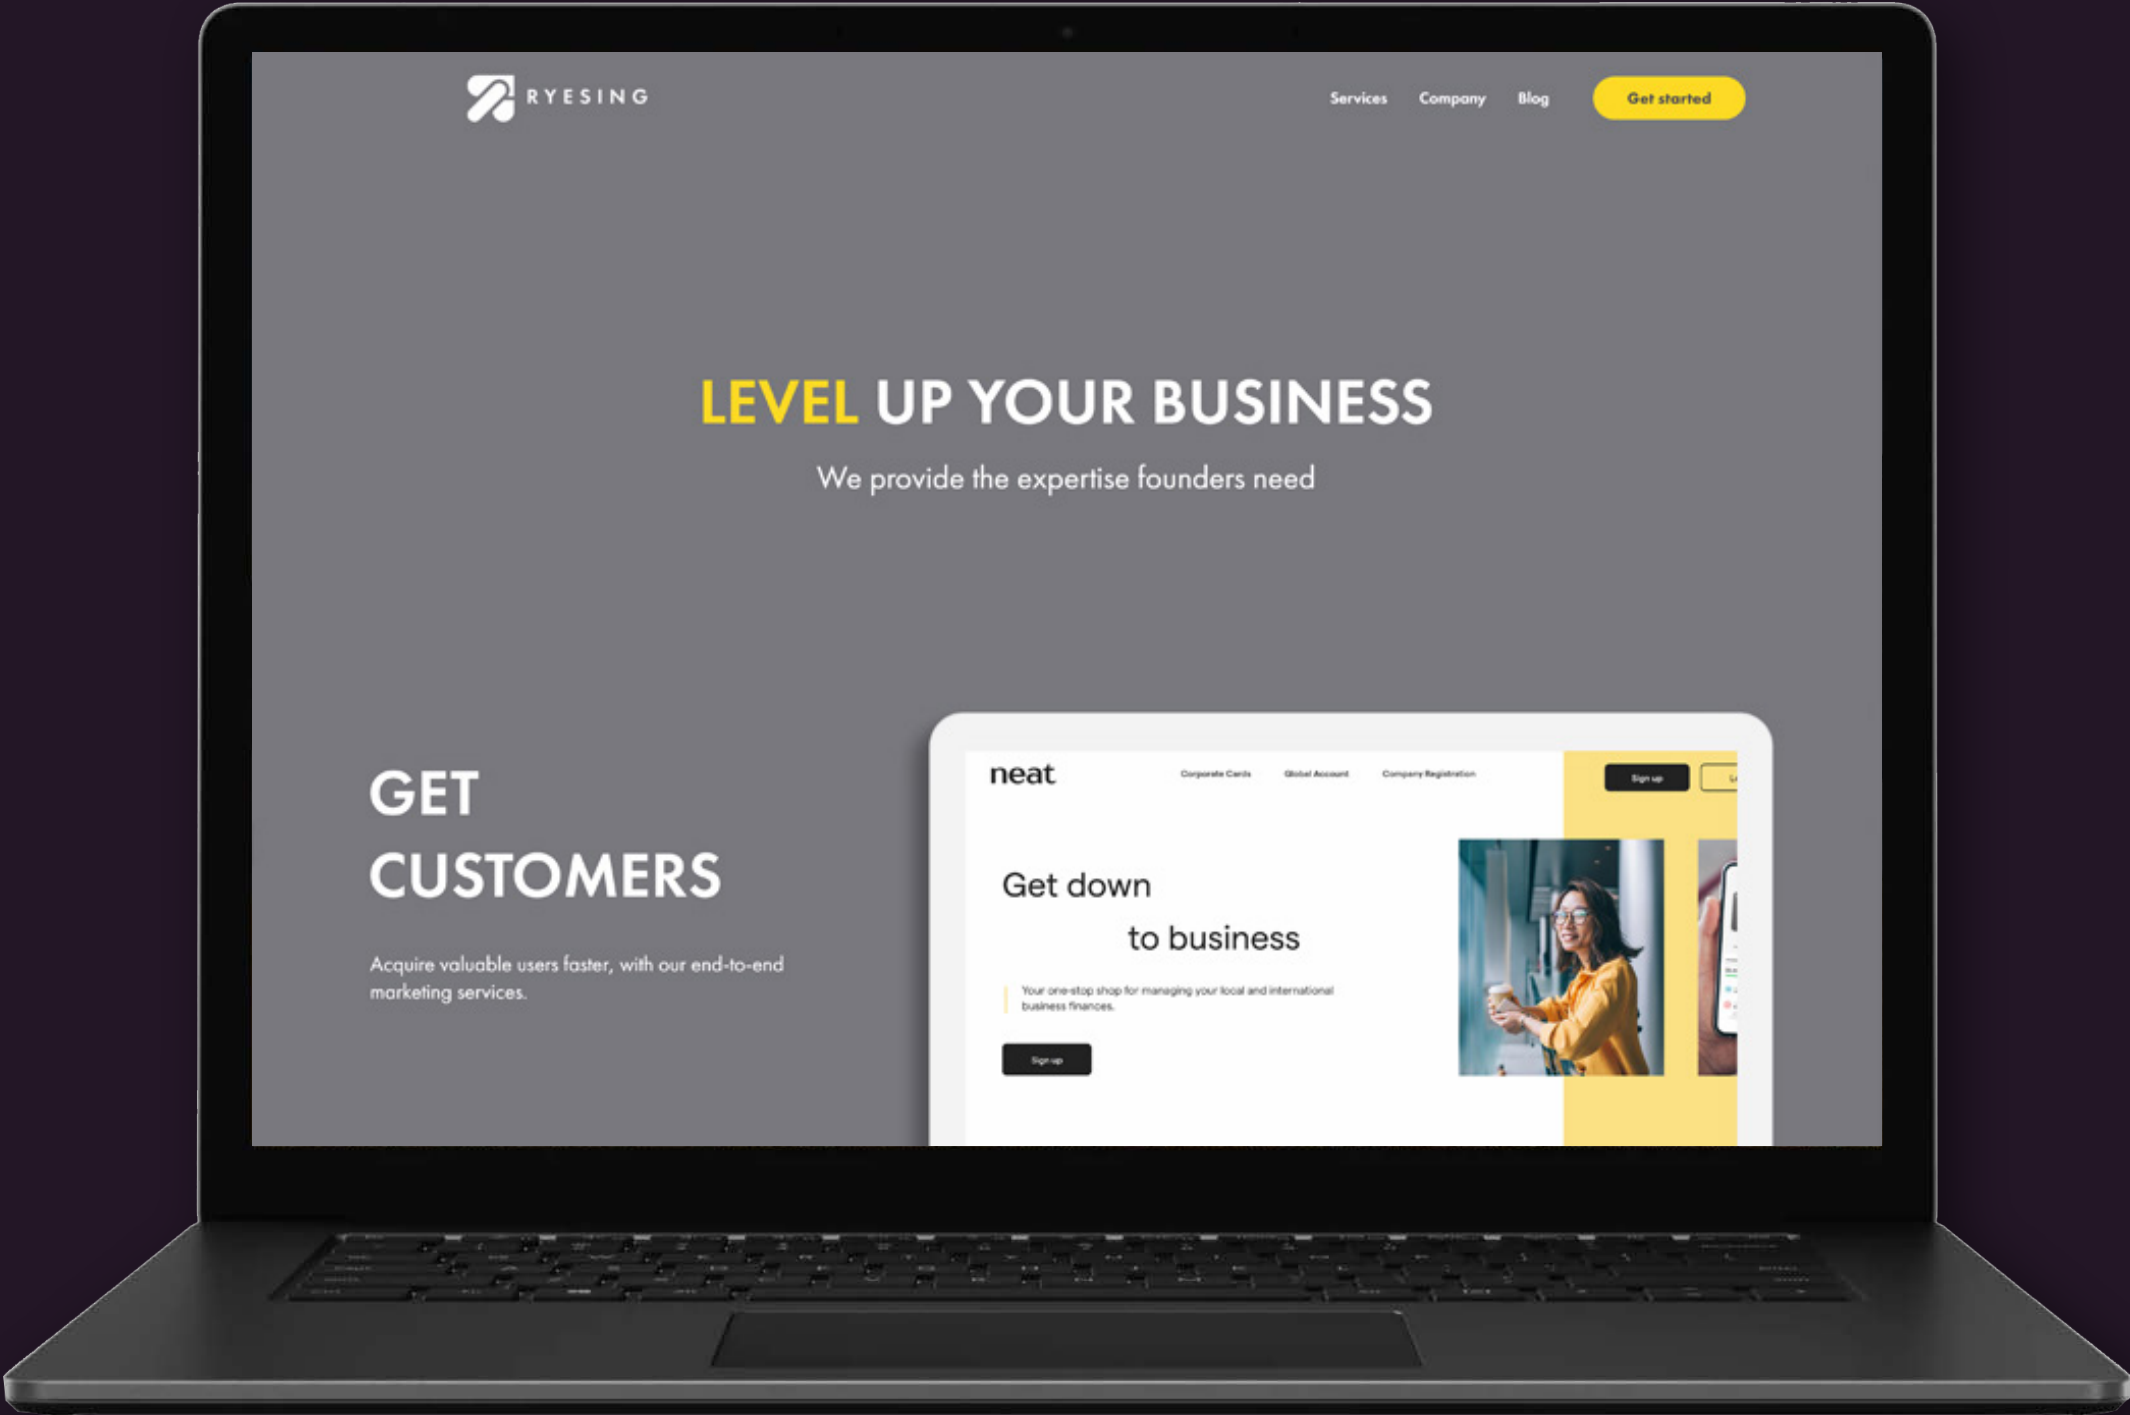 RYESING
Services
Company
Blog
Get started
LEVEL UP YOUR BUSINESS
We provide the expertise founders need
GET
CUSTOMERS
Acquire valuable users faster, with our end-to-end
marketing services.
neat
Corporate Cards
Global Account
Company Registration
Sign up
Get down
to business
Your one-stop shop for managing your local and international
business finances.
Sign up